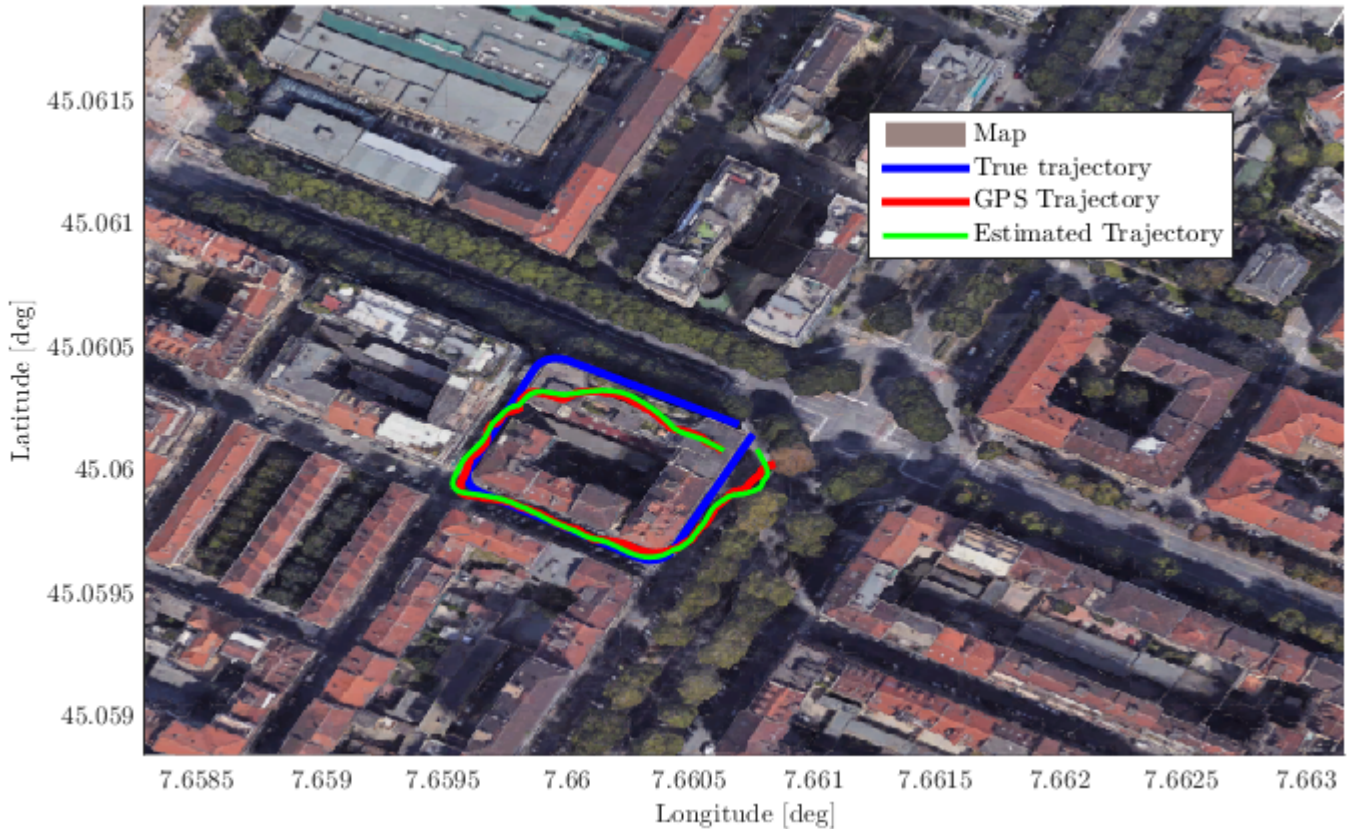 45.0615
45.061
45.0605
45.06
45.0595
45.059
Latitude [deg]
Map
True trajectory
GPS Trajectory
Estimated Trajectory
7.6585 7.659 7.6595 7.66 7.6605 7.661 7.6615 7.662 7.6625 7.663
Longitude [deg]